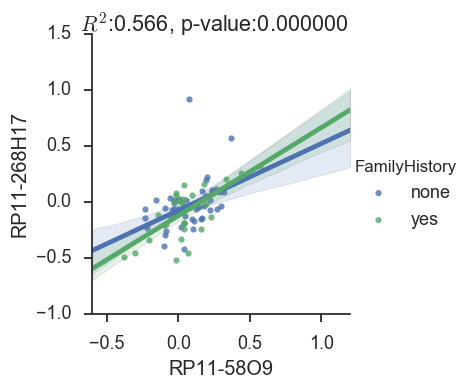 R²:0.566, p-value:0.000000
1.5
1.0
0.5
0.0
−0.5
−1.0
RP11-268H17
−0.5 0.0 0.5 1.0
RP11-58O9
FamilyHistory
none
yes